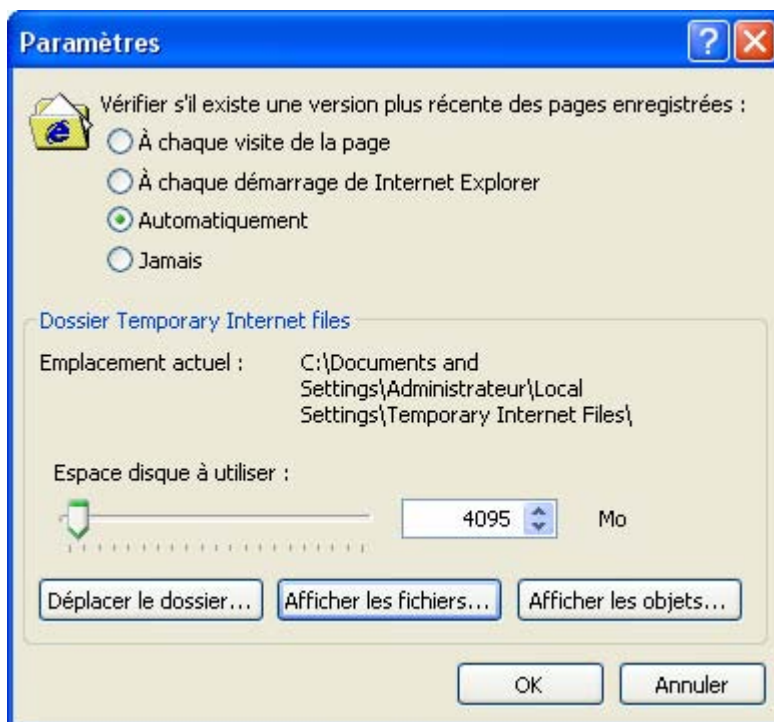 Paramètres
Vérifier s'il existe une version plus récente des pages enregistrées :
À chaque visite de la page
À chaque démarrage de Internet Explorer
Automatiquement
Jamais
Dossier Temporary Internet files
Emplacement actuel : C:\Documents and
Settings\Administrateur\Local
Settings\Temporary Internet Files\
Espace disque à utiliser :
4095 Mo
Déplacer le dossier... Afficher les fichiers... Afficher les objets...
OK Annuler